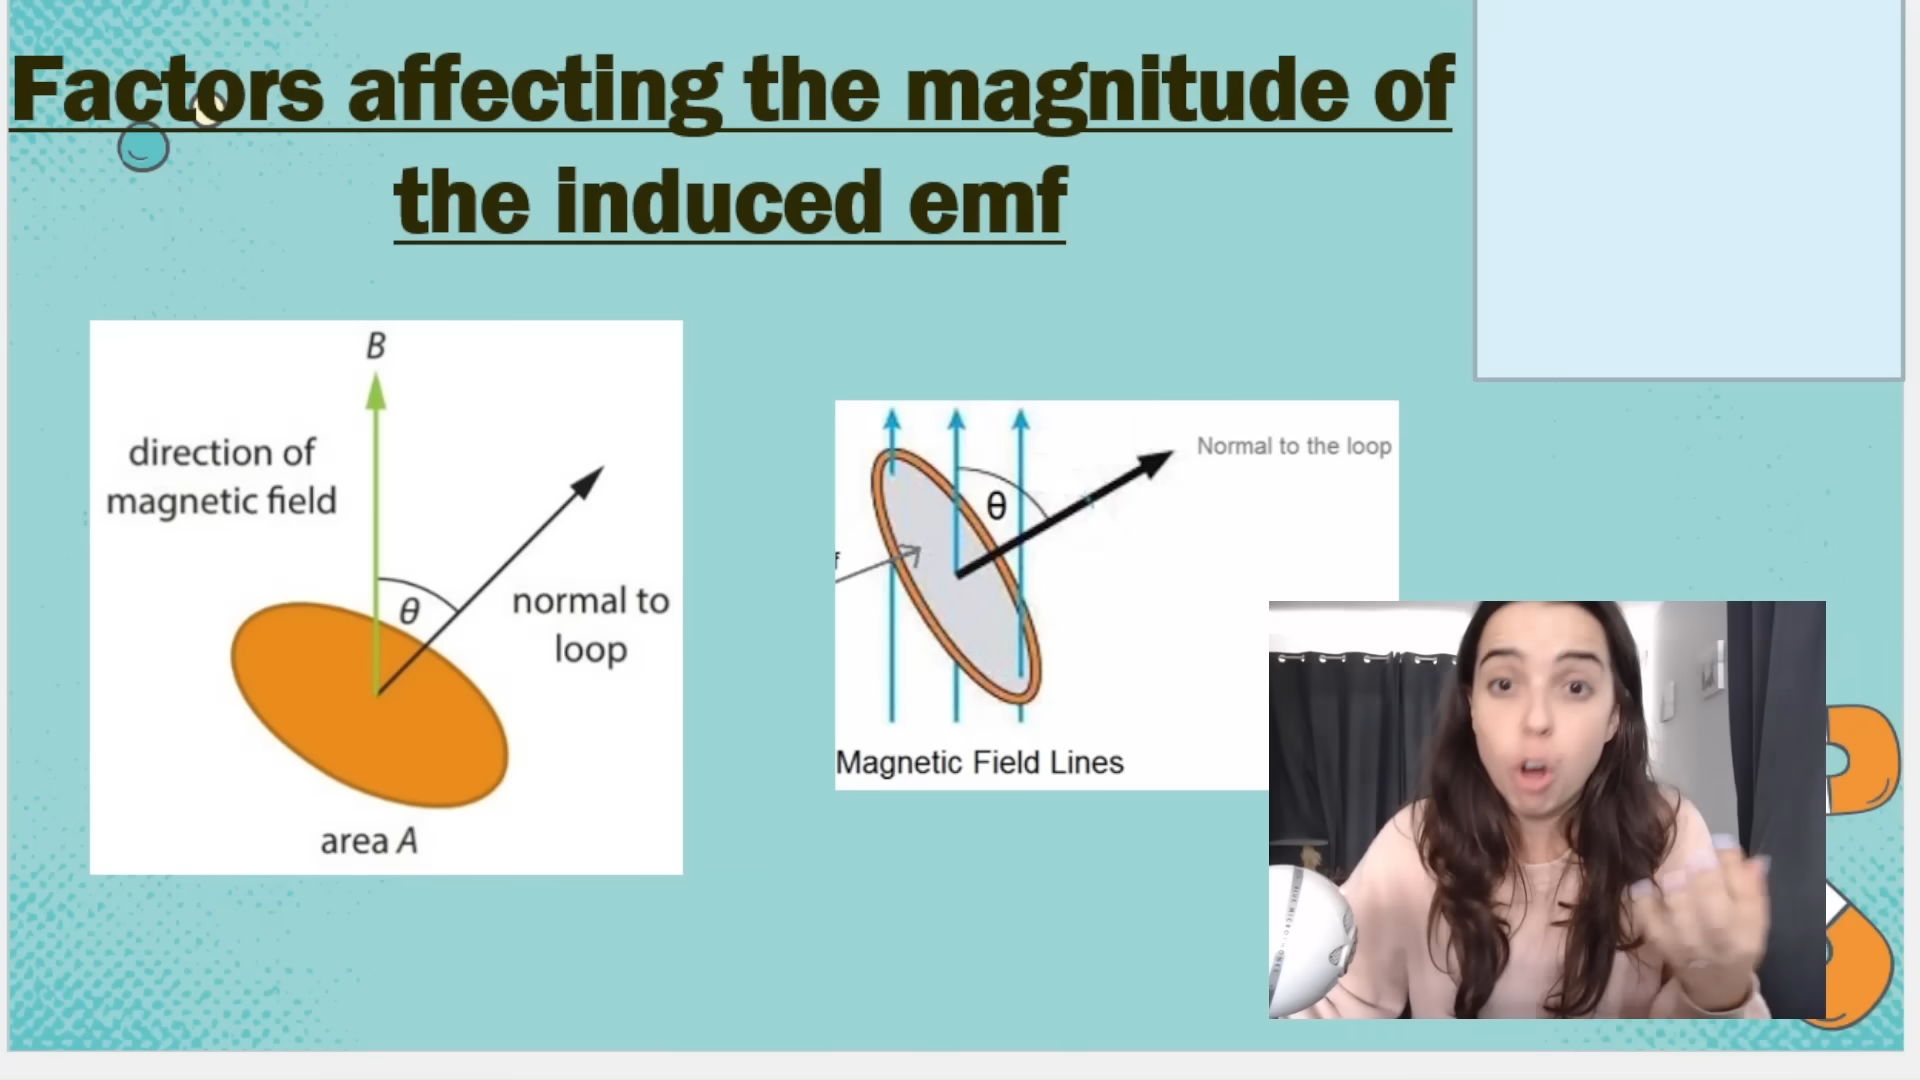 Factors affecting the magnitude of
the induced emf
B
direction of
magnetic field
θ
normal to
loop
area A
Normal to the loop
θ
f
Magnetic Field Lines